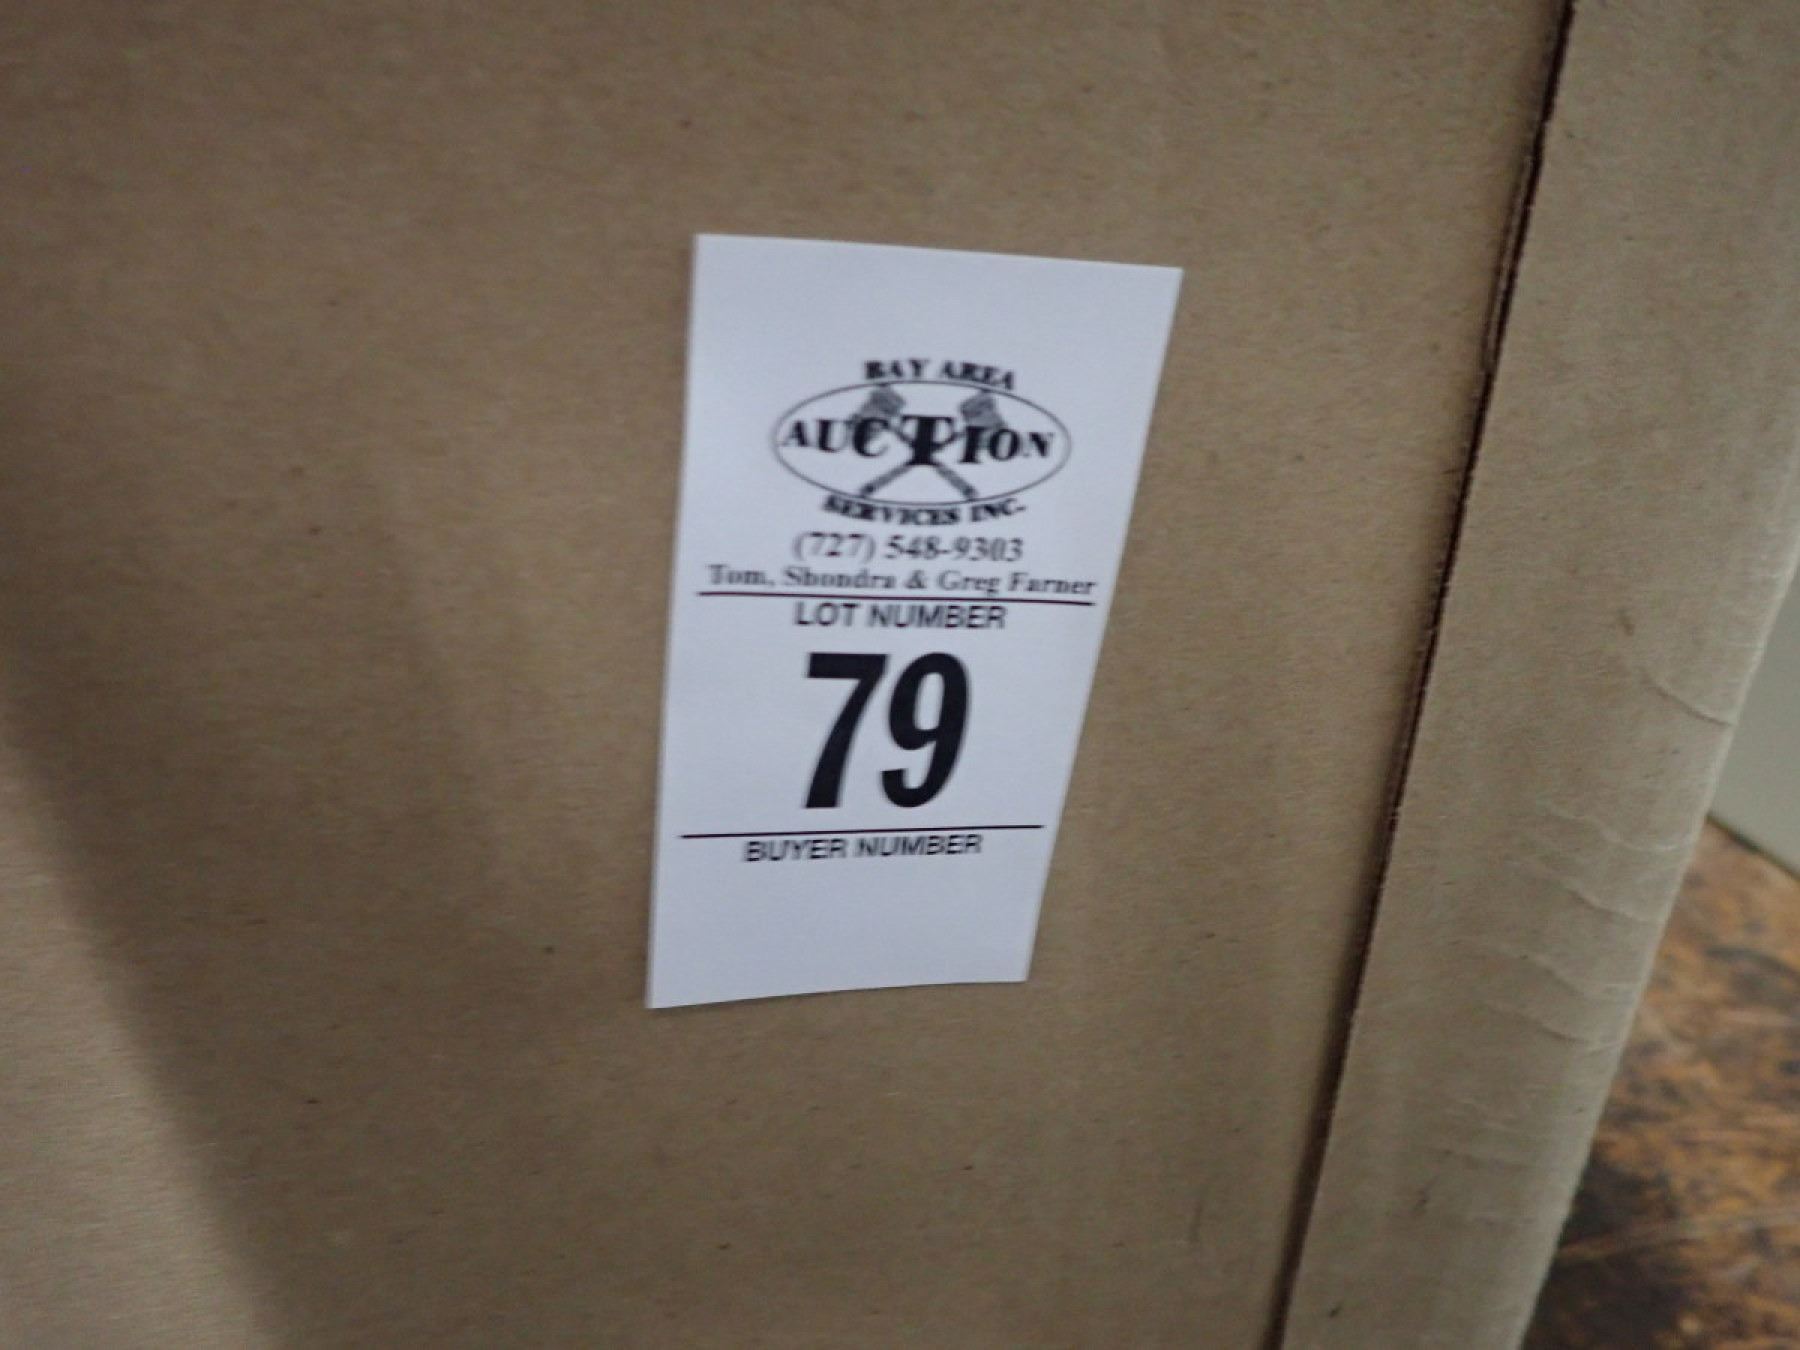 BAY AREA
AUCTION
SERVICES INC.
(727) 548-9303
Tom, Shondra & Greg Farner
LOT NUMBER
79
BUYER NUMBER